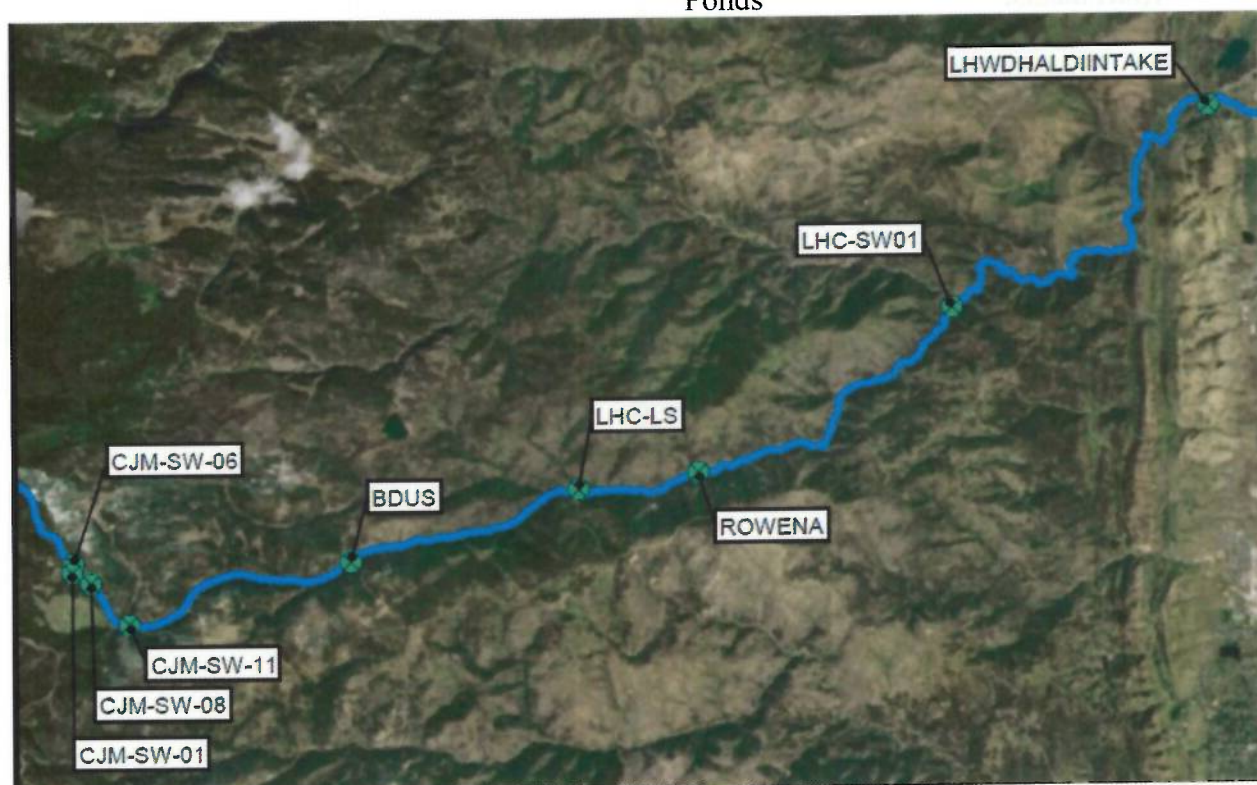 Ponds
LHWDHALDIINTAKE
LHC-SW01
LHC-LS
CJM-SW-06
BDUS
ROWENA
CJM-SW-11
CJM-SW-08
CJM-SW-01